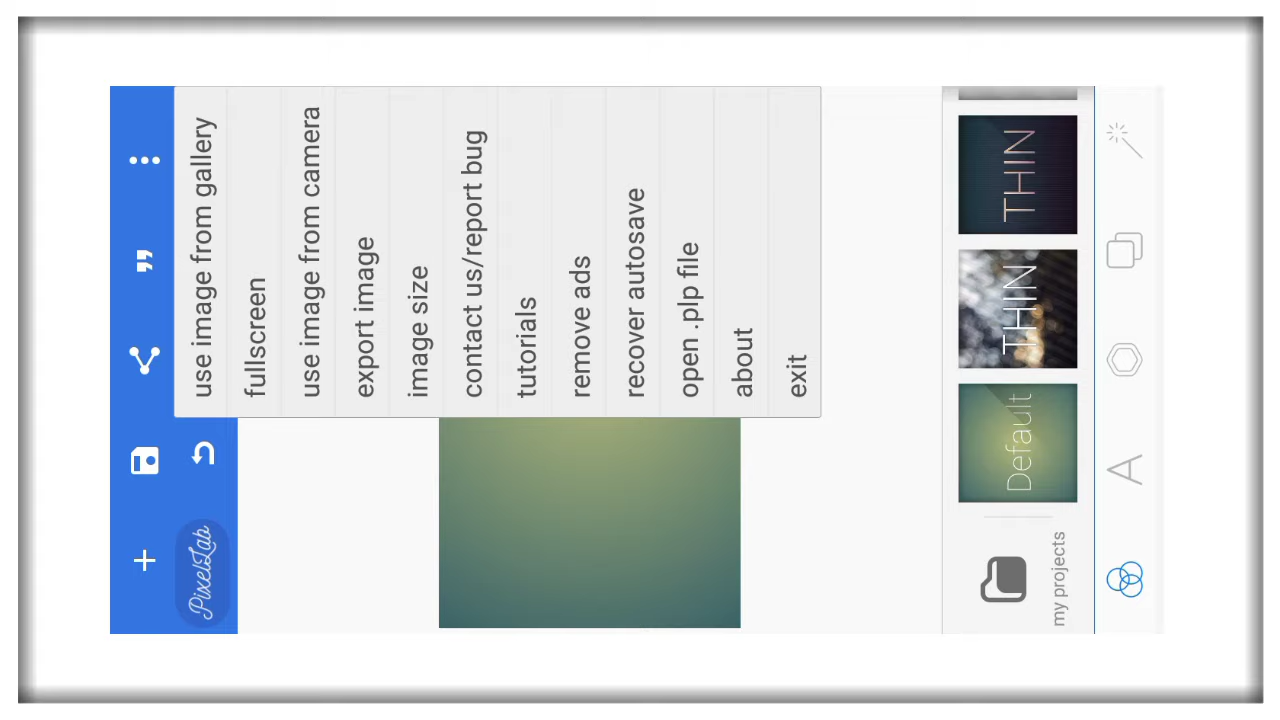 PixelLab
use image from gallery
fullscreen
use image from camera
export image
image size
contact us/report bug
tutorials
remove ads
recover autosave
open .plp file
about
exit
my projects
Default
THIN
THIN